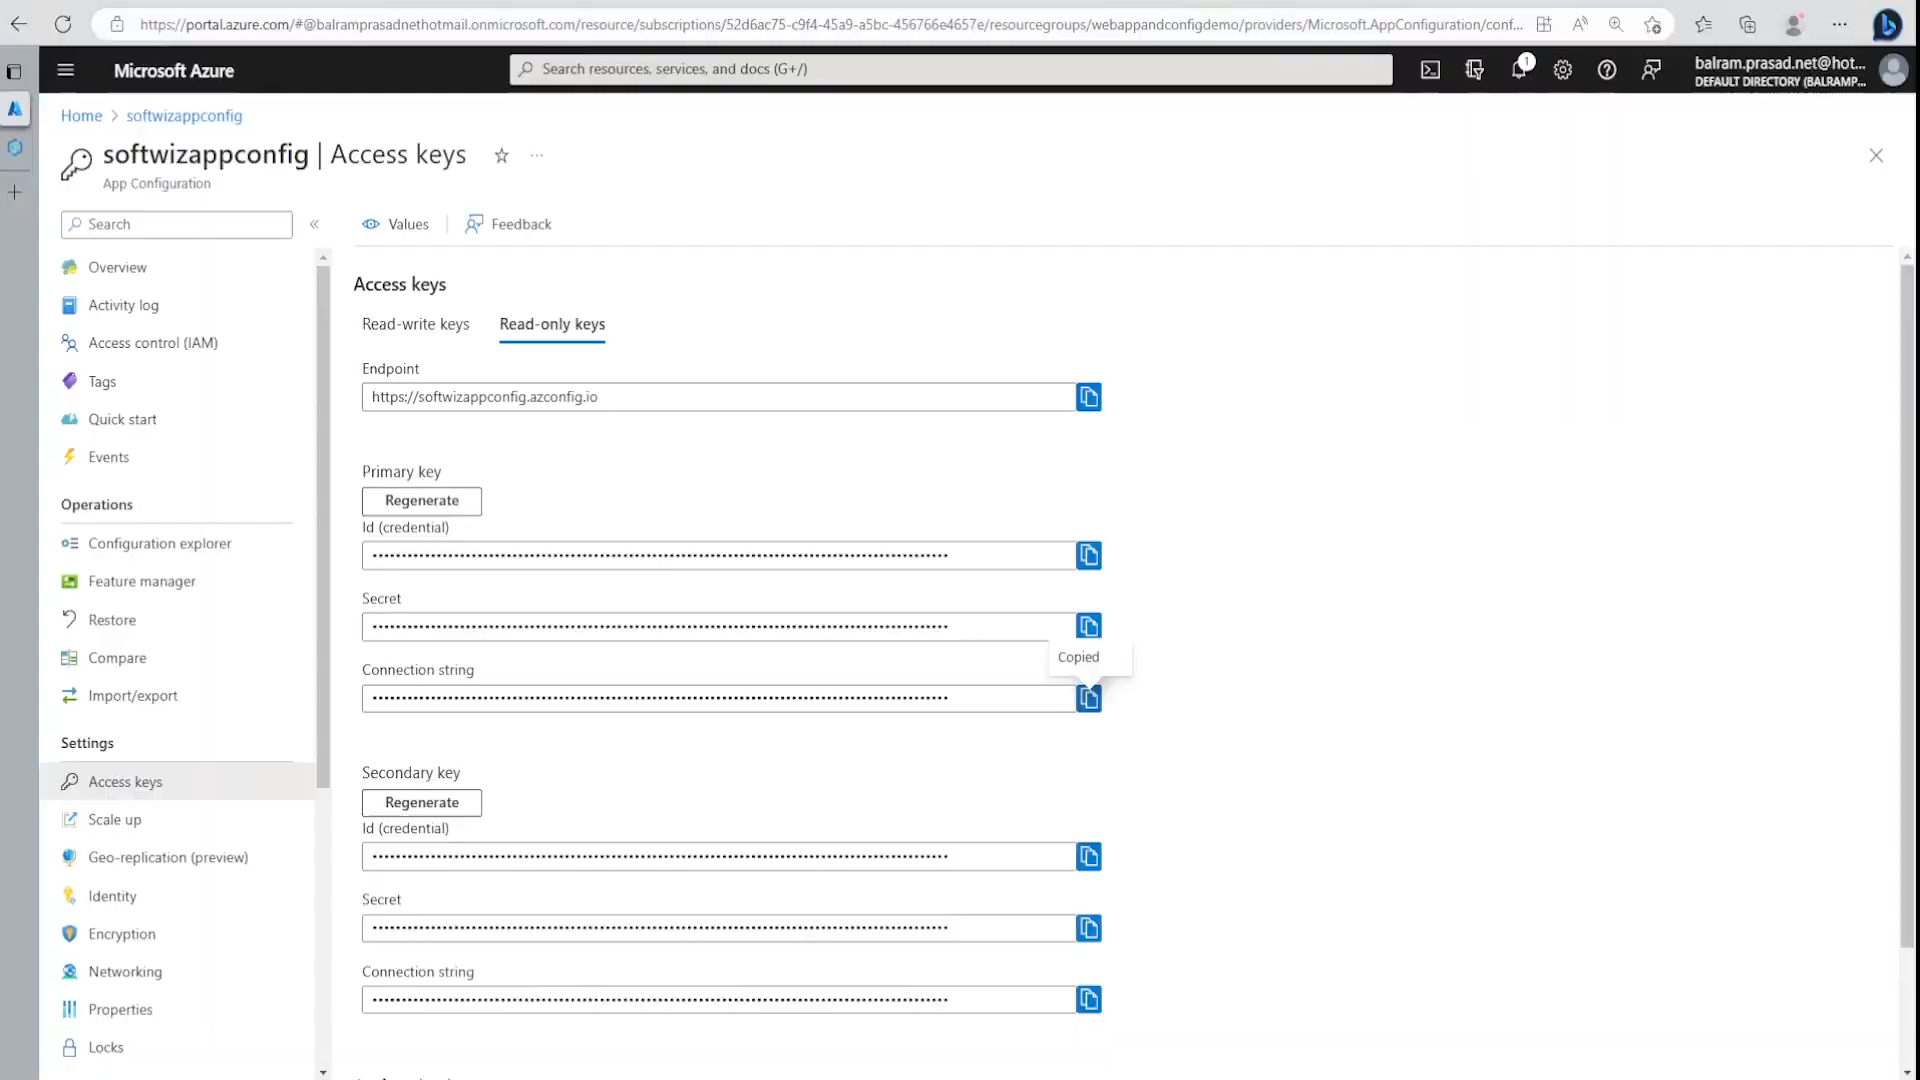 https://portal.azure.com/#@balramprasadnethotmail.onmicrosoft.com/resource/subscriptions/52d6ac75-c9f4-45a9-a5bc-456766e4657e/resourcegroups/webappandconfigdemo/providers/Microsoft.AppConfiguration/conf...
Microsoft Azure
Search resources, services, and docs (G+/)
1
balram.prasad.net@hot...
DEFAULT DIRECTORY (BALRAMP...
Home > softwizappconfig
softwizappconfig | Access keys
App Configuration
Search
Values
Feedback
Overview
Activity log
Access control (IAM)
Tags
Quick start
Events
Operations
Configuration explorer
Feature manager
Restore
Compare
Import/export
Settings
Access keys
Scale up
Geo-replication (preview)
Identity
Encryption
Networking
Properties
Locks
Access keys
Read-write keys
Read-only keys
Endpoint
https://softwizappconfig.azconfig.io
Primary key
Regenerate
Id (credential)
Secret
Copied
Connection string
Secondary key
Regenerate
Id (credential)
Secret
Connection string